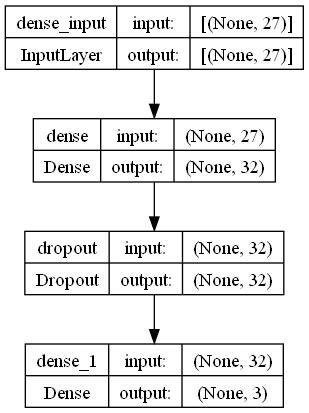 dense_input input: [(None, 27)]
InputLayer output: [(None, 27)]
dense input: (None, 27)
Dense output: (None, 32)
dropout input: (None, 32)
Dropout output: (None, 32)
dense_1 input: (None, 32)
Dense output: (None, 3)